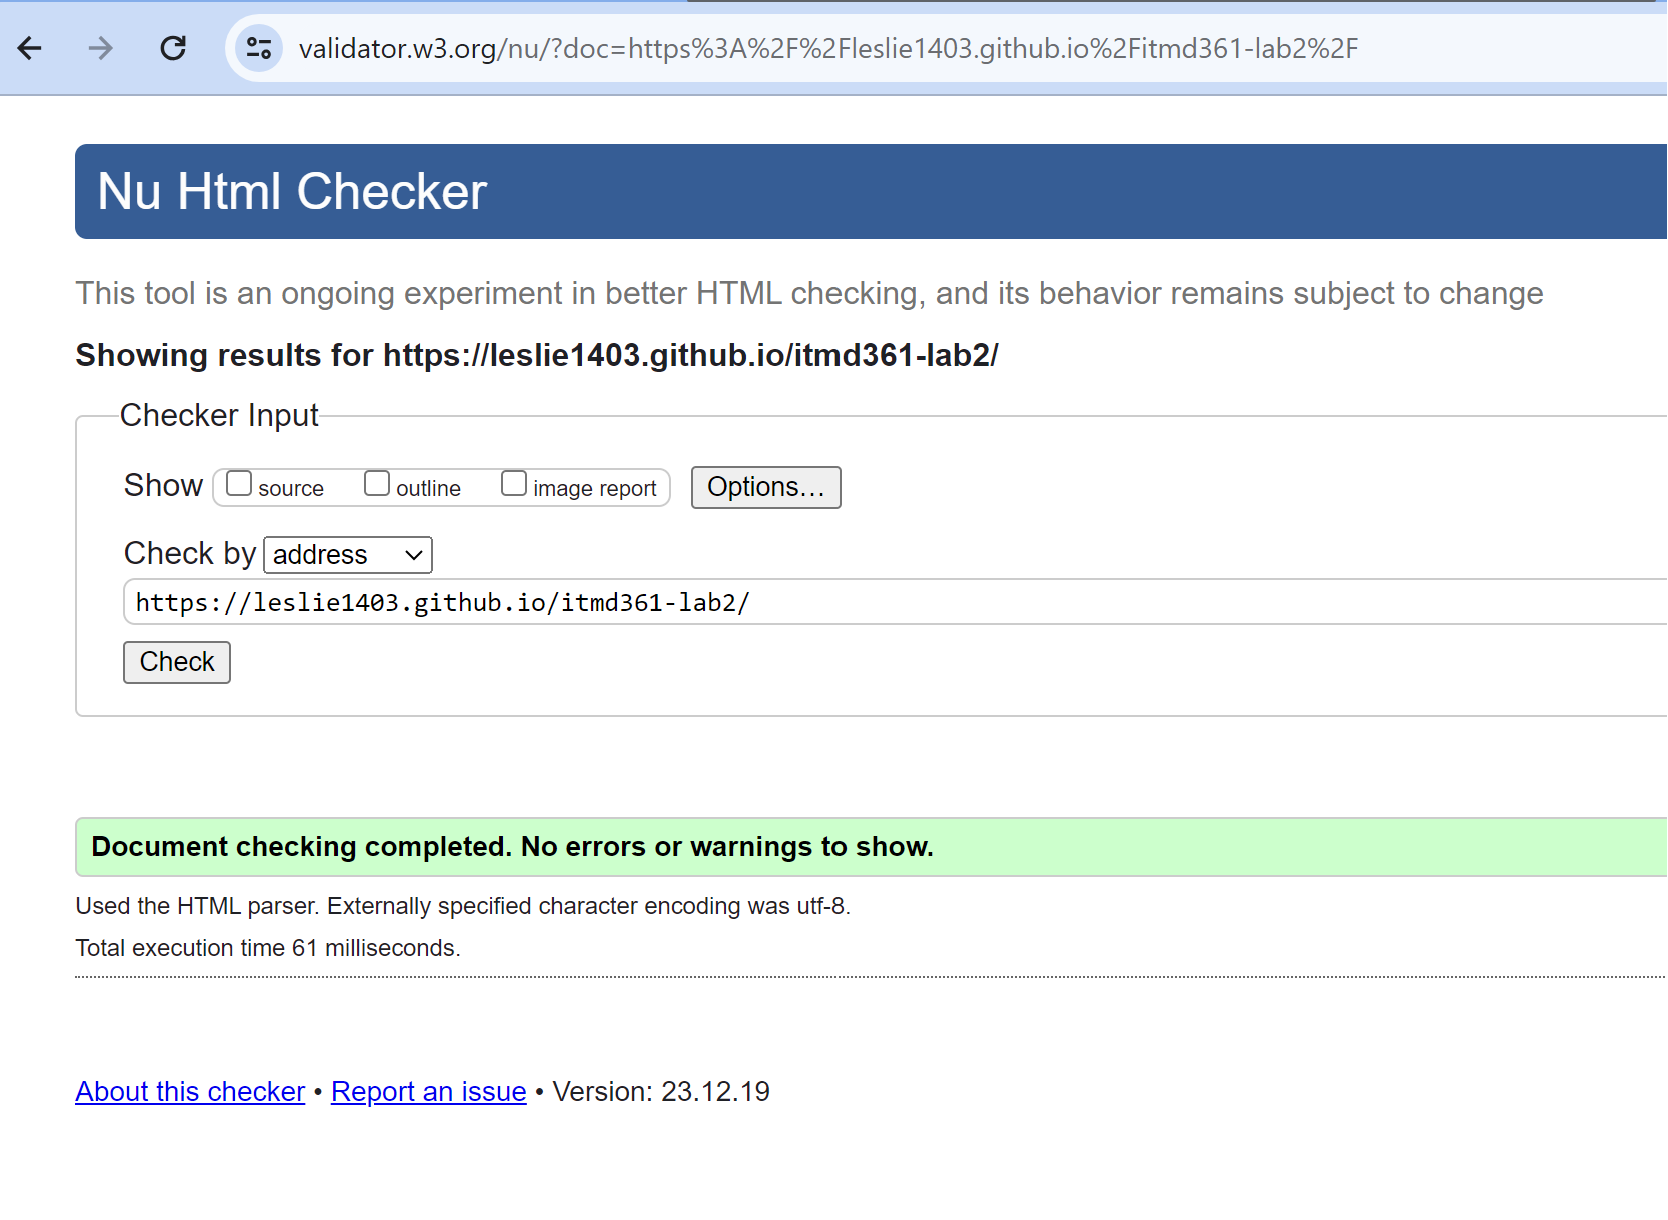 validator.w3.org/nu/?doc=https%3A%2F%2Fleslie1403.github.io%2Fitmd361-lab2%2F
Nu Html Checker
This tool is an ongoing experiment in better HTML checking, and its behavior remains subject to change
Showing results for https://leslie1403.github.io/itmd361-lab2/
Checker Input
Show source outline image report Options...
Check by address
https://leslie1403.github.io/itmd361-lab2/
Check
Document checking completed. No errors or warnings to show.
Used the HTML parser. Externally specified character encoding was utf-8.
Total execution time 61 milliseconds.
About this checker • Report an issue • Version: 23.12.19